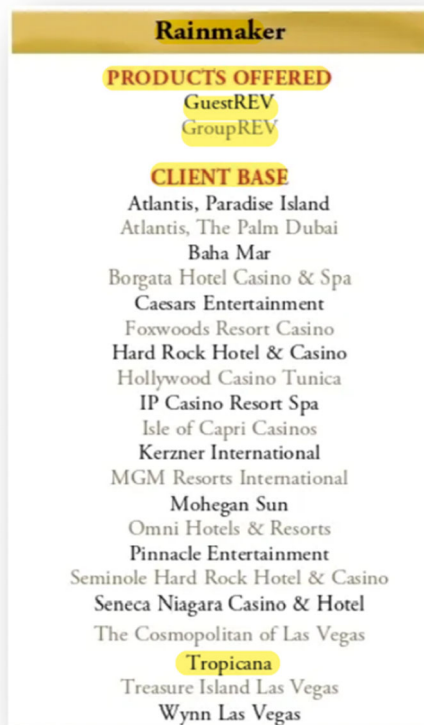 Rainmaker
PRODUCTS OFFERED
GuestREV
GroupREV
CLIENT BASE
Atlantis, Paradise Island
Atlantis, The Palm Dubai
Baha Mar
Borgata Hotel Casino & Spa
Caesars Entertainment
Foxwoods Resort Casino
Hard Rock Hotel & Casino
Hollywood Casino Tunica
IP Casino Resort Spa
Isle of Capri Casinos
Kerzner International
MGM Resorts International
Mohegan Sun
Omni Hotels & Resorts
Pinnacle Entertainment
Seminole Hard Rock Hotel & Casino
Seneca Niagara Casino & Hotel
The Cosmopolitan of Las Vegas
Tropicana
Treasure Island Las Vegas
Wynn Las Vegas